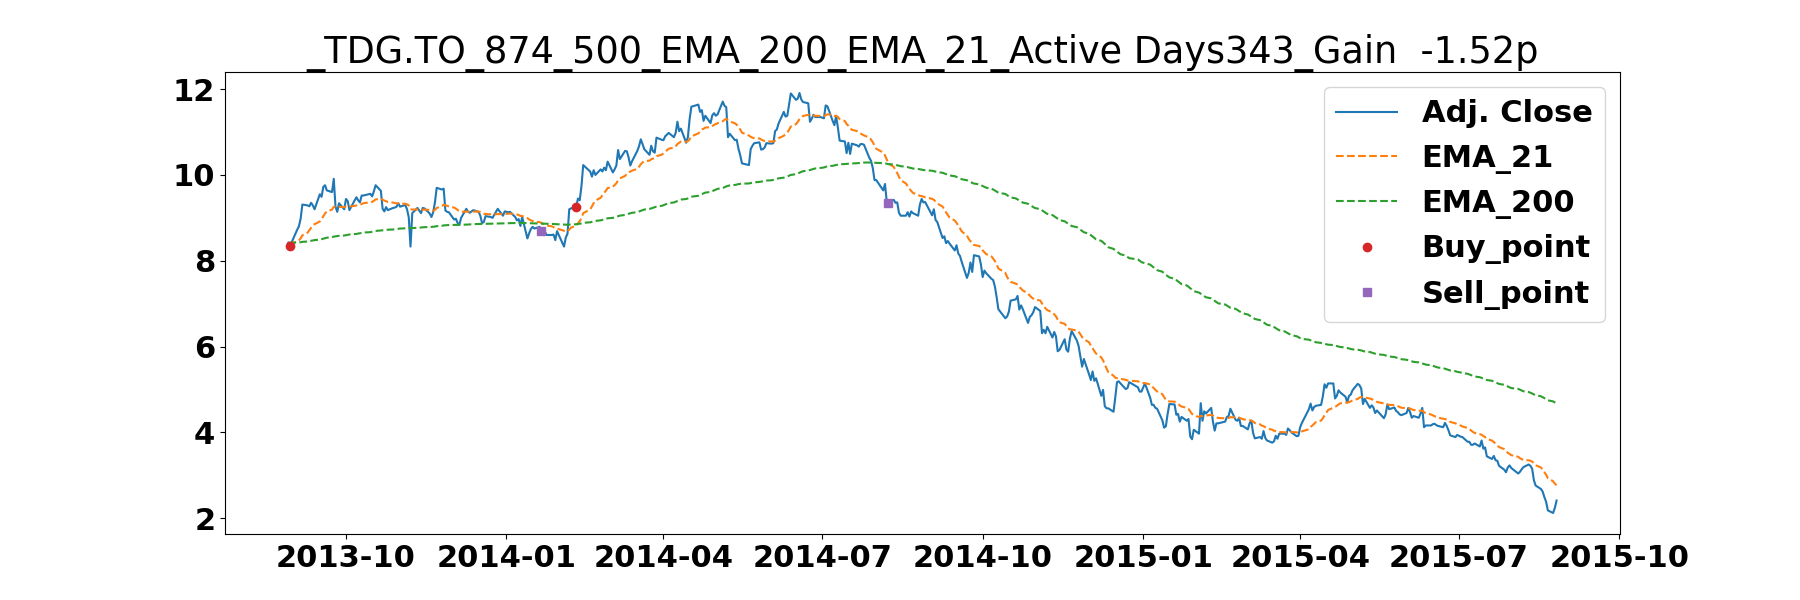 _TDG.TO_874_500_EMA_200_EMA_21_Active Days343_Gain  -1.52p
12
10
8
6
4
2
Adj. Close
EMA_21
EMA_200
Buy_point
Sell_point
2013-10 2014-01 2014-04 2014-07 2014-10 2015-01 2015-04 2015-07 2015-10